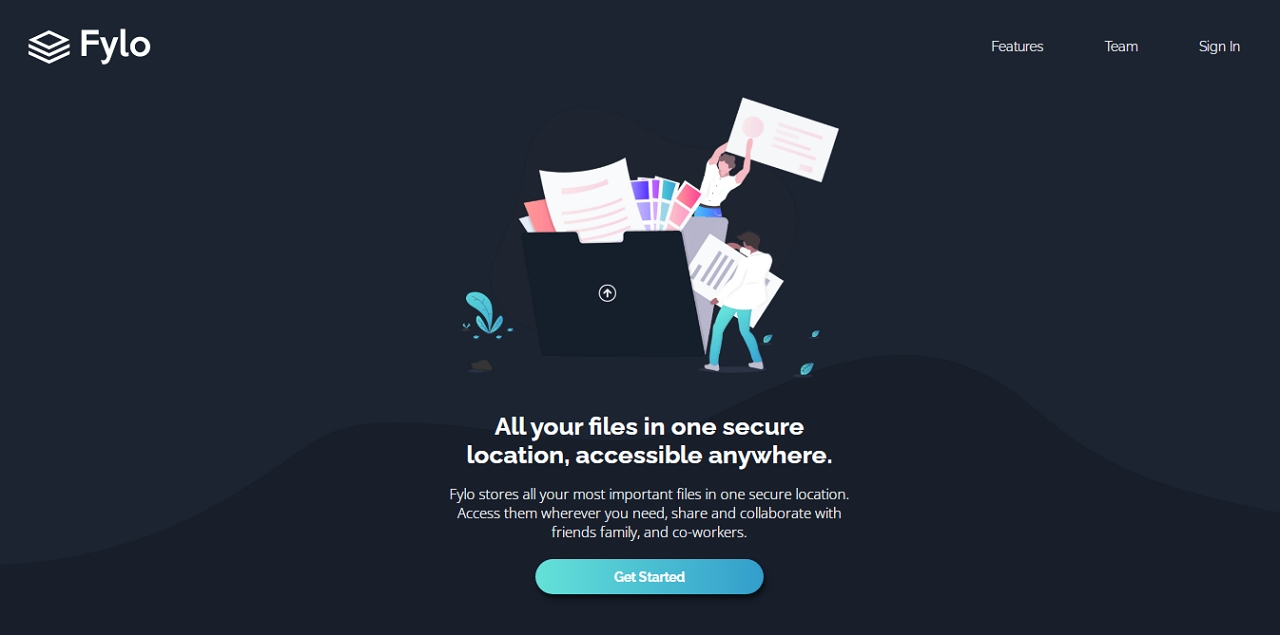 Fylo
Features
Team
Sign In
All your files in one secure
location, accessible anywhere.
Fylo stores all your most important files in one secure location.
Access them wherever you need, share and collaborate with
friends family, and co-workers.
Get Started